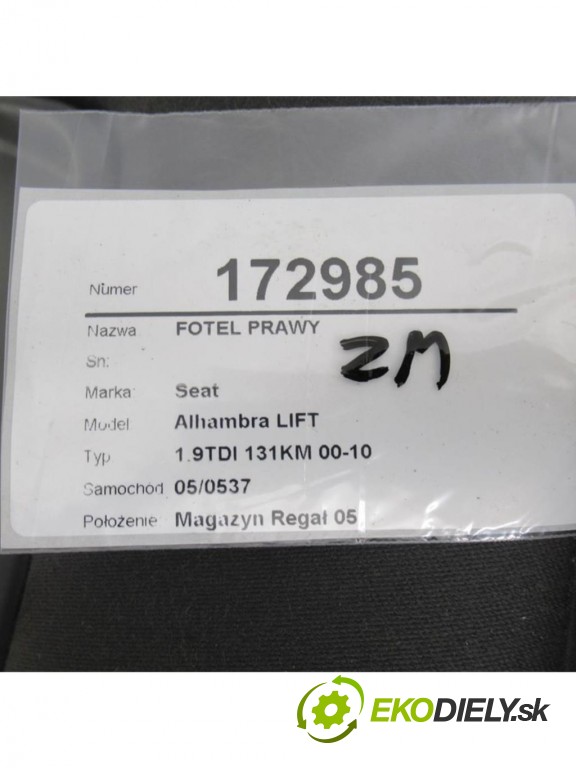 Numer 172985
Nazwa FOTEL PRAWY
ZM
Sn:
Marka: Seat
Model: Alhambra LIFT
Typ 1.9TDI 131KM 00-10
Samochód 05/0537
Położenie Magazyn Regał 05
EKODIELY.sk